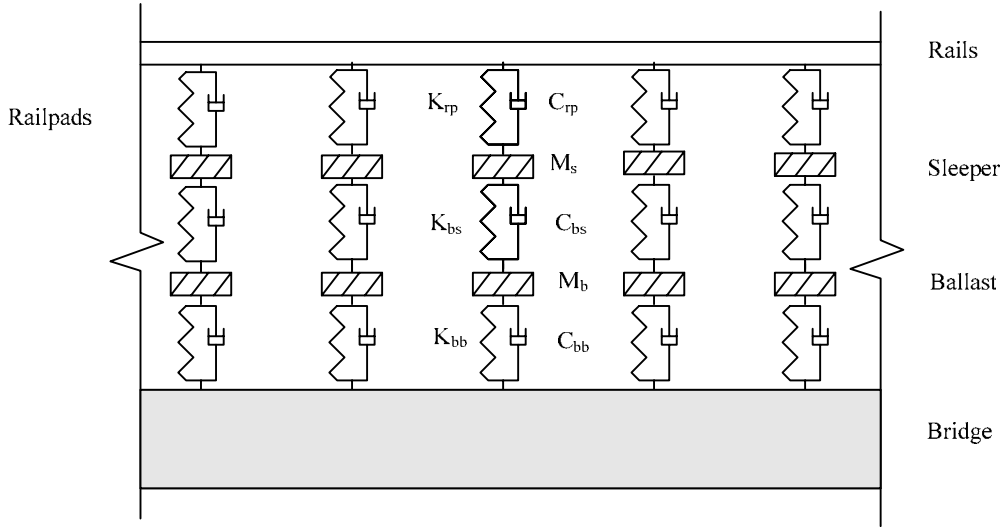 Rails
K_rp C_rp
Railpads
M_s
Sleeper
K_bs C_bs
M_b
Ballast
K_bb C_bb
Bridge